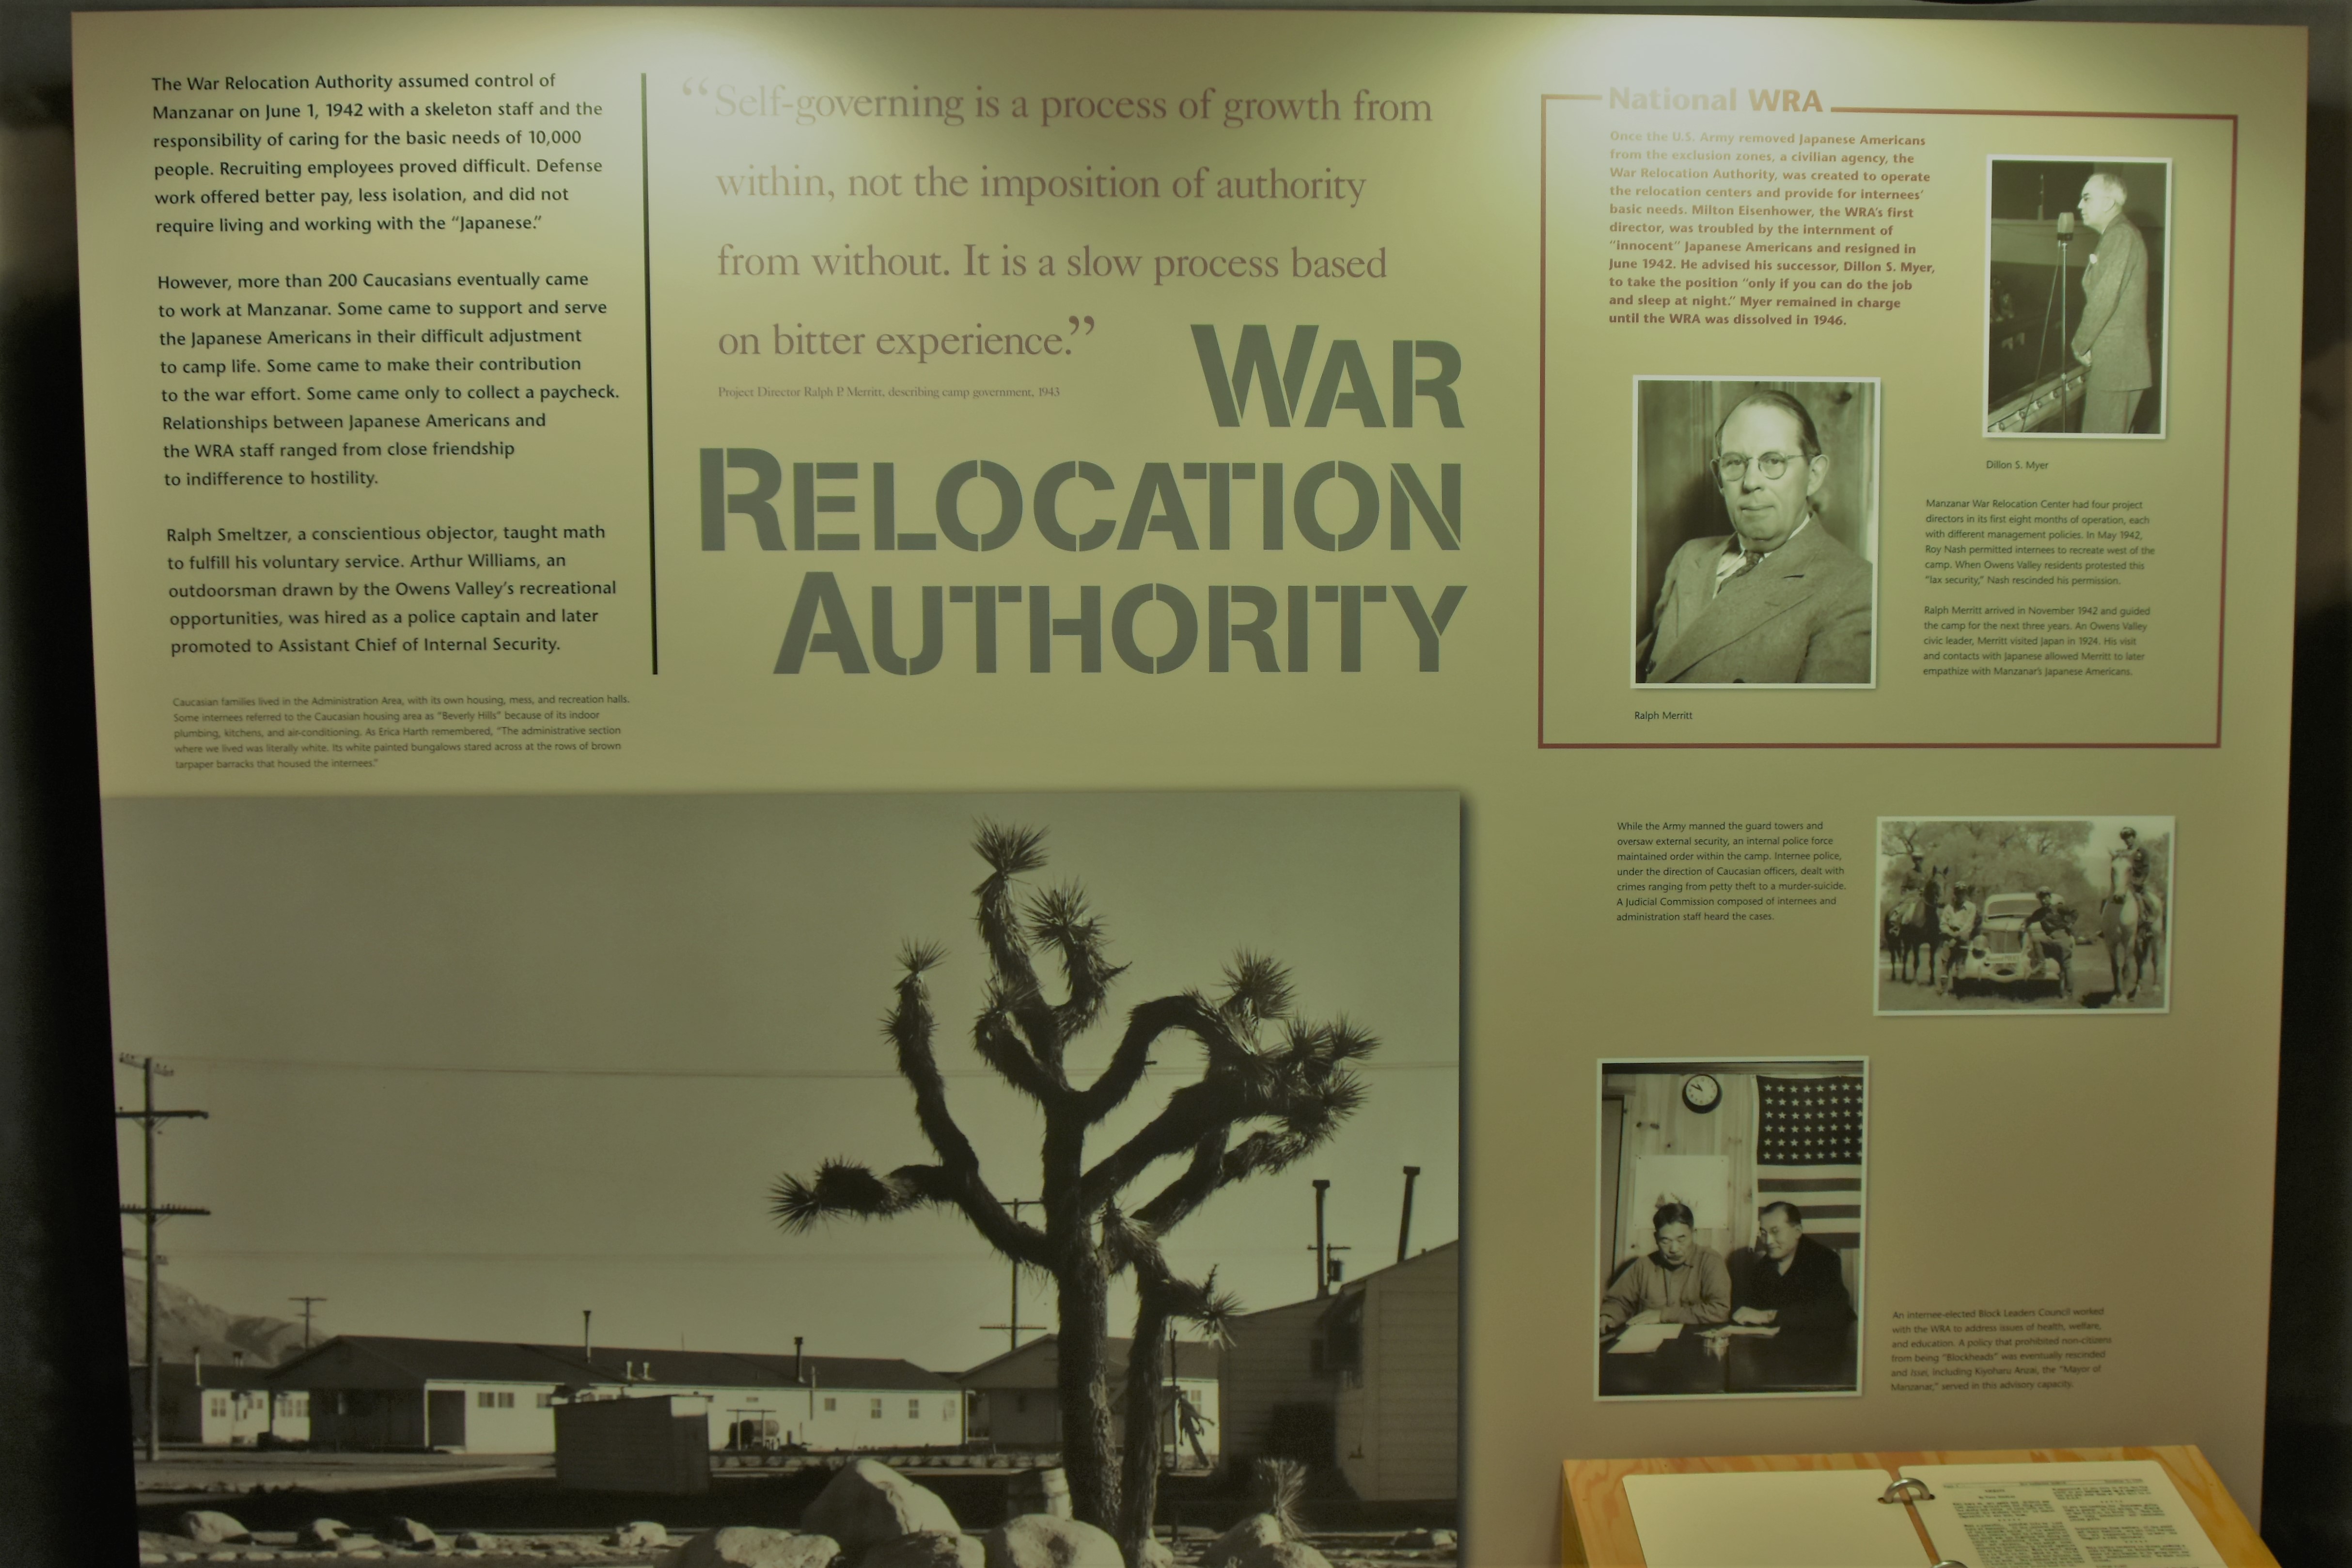 The War Relocation Authority assumed control of
Manzanar on June 1, 1942 with a skeleton staff and the
responsibility of caring for the basic needs of 10,000
people. Recruiting employees proved difficult. Defense
work offered better pay, less isolation, and did not
require living and working with the “Japanese.”
However, more than 200 Caucasians eventually came
to work at Manzanar. Some came to support and serve
the Japanese Americans in their difficult adjustment
to camp life. Some came to make their contribution
to the war effort. Some came only to collect a paycheck.
Relationships between Japanese Americans and
the WRA staff ranged from close friendship
to indifference to hostility.
Ralph Smeltzer, a conscientious objector, taught math
to fulfill his voluntary service. Arthur Williams, an
outdoorsman drawn by the Owens Valley’s recreational
opportunities, was hired as a police captain and later
promoted to Assistant Chief of Internal Security.
Caucasian families lived in the Administration Area, with its own housing, mess, and recreation halls.
Some internees referred to the Caucasian housing area as “Beverly Hills” because of its indoor
plumbing, kitchens, and air-conditioning. As Erica Harth remembered, “The administrative section
where we lived was literally white. Its white painted bungalows stared across at the rows of brown
tarpaper barracks that housed the internees.”
“Self-governing is a process of growth from
within, not the imposition of authority
from without. It is a slow process based
on bitter experience.”
Project Director Ralph P. Merritt, describing camp government, 1943
WAR
RELOCATION
AUTHORITY
National WRA
Once the U.S. Army removed Japanese Americans
from the exclusion zones, a civilian agency, the
War Relocation Authority, was created to operate
the relocation centers and provide for internees’
basic needs. Milton Eisenhower, the WRA’s first
director, was troubled by the internment of
“innocent” Japanese Americans and resigned in
June 1942. He advised his successor, Dillon S. Myer,
to take the position “only if you can do the job
and sleep at night.” Myer remained in charge
until the WRA was dissolved in 1946.
Dillon S. Myer
Manzanar War Relocation Center had four project
directors in its first eight months of operation, each
with different management policies. In May 1942,
Roy Nash permitted internees to recreate west of the
camp. When Owens Valley residents protested this
“lax security,” Nash rescinded his permission.
Ralph Merritt arrived in November 1942 and guided
the camp for the next three years. An Owens Valley
civic leader, Merritt visited Japan in 1924. His visit
and contacts with Japanese allowed Merritt to later
empathize with Manzanar’s Japanese Americans.
Ralph Merritt
While the Army manned the guard towers and
oversaw external security, an internal police force
maintained order within the camp. Internee police,
under the direction of Caucasian officers, dealt with
crimes ranging from petty theft to a murder-suicide.
A Judicial Commission composed of internees and
administration staff heard the cases.
An internee-elected Block Leaders Council worked
with the WRA to address issues of health, welfare,
and education. A policy that prohibited non-citizens
from being “Blockheads” was eventually rescinded
and Issei, including Kiyoharu Anzai, the “Mayor of
Manzanar,” served in this advisory capacity.